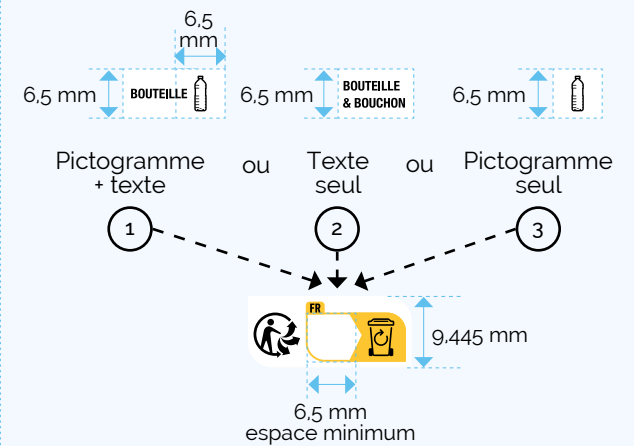 6,5
mm
6,5 mm
BOUTEILLE
6,5 mm
BOUTEILLE
& BOUCHON
6,5 mm
Pictogramme
+ texte
ou
Texte
seul
ou
Pictogramme
seul
1
2
3
FR
9,445 mm
6,5 mm
espace minimum